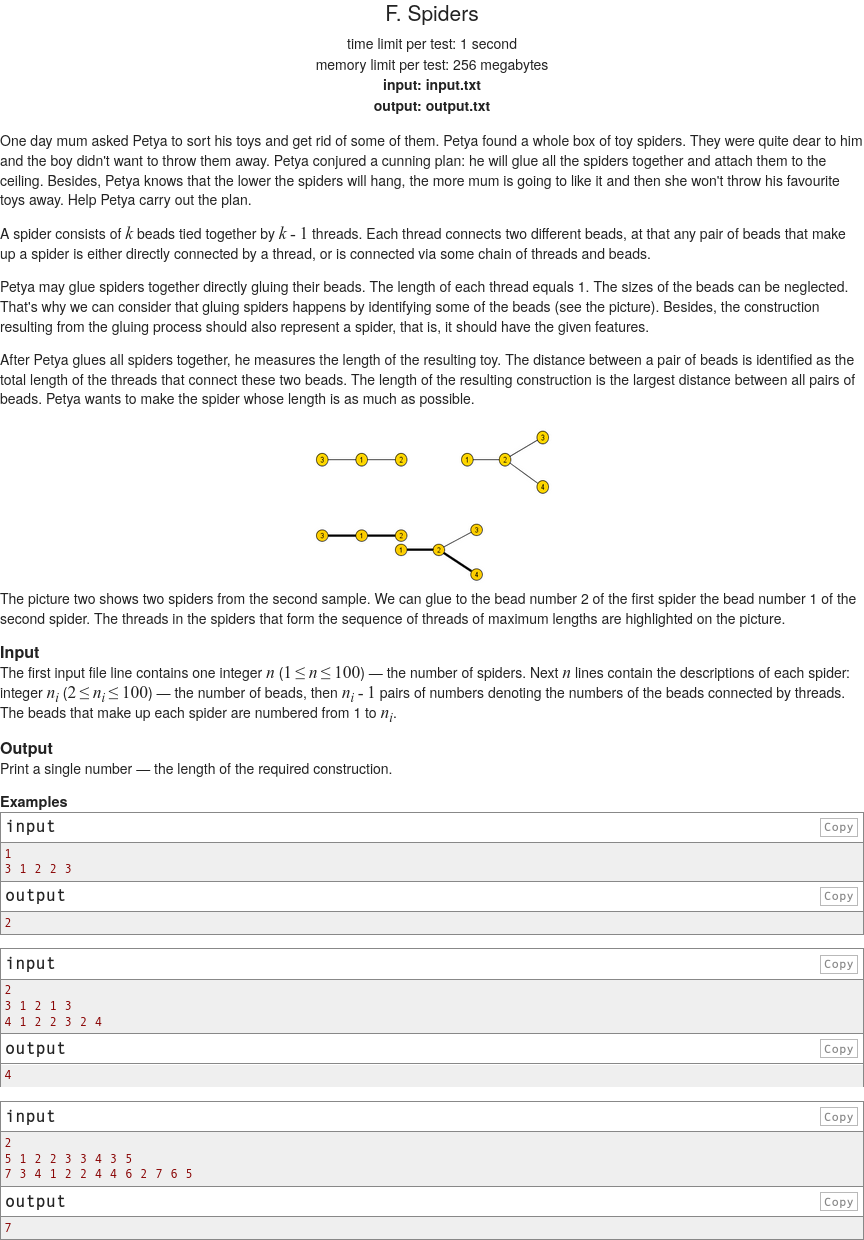 F. Spiders
time limit per test: 1 second
memory limit per test: 256 megabytes
input: input.txt
output: output.txt
One day mum asked Petya to sort his toys and get rid of some of them. Petya found a whole box of toy spiders. They were quite dear to him
and the boy didn't want to throw them away. Petya conjured a cunning plan: he will glue all the spiders together and attach them to the
ceiling. Besides, Petya knows that the lower the spiders will hang, the more mum is going to like it and then she won't throw his favourite
toys away. Help Petya carry out the plan.
A spider consists of k beads tied together by k - 1 threads. Each thread connects two different beads, at that any pair of beads that make
up a spider is either directly connected by a thread, or is connected via some chain of threads and beads.
Petya may glue spiders together directly gluing their beads. The length of each thread equals 1. The sizes of the beads can be neglected.
That's why we can consider that gluing spiders happens by identifying some of the beads (see the picture). Besides, the construction
resulting from the gluing process should also represent a spider, that is, it should have the given features.
After Petya glues all spiders together, he measures the length of the resulting toy. The distance between a pair of beads is identified as the
total length of the threads that connect these two beads. The length of the resulting construction is the largest distance between all pairs of
beads. Petya wants to make the spider whose length is as much as possible.
3 1 2 1 2 3 4
3 1 2 1 2 3 4
The picture two shows two spiders from the second sample. We can glue to the bead number 2 of the first spider the bead number 1 of the
second spider. The threads in the spiders that form the sequence of threads of maximum lengths are highlighted on the picture.
Input
The first input file line contains one integer n (1 ≤ n ≤ 100) — the number of spiders. Next n lines contain the descriptions of each spider:
integer ni (2 ≤ ni ≤ 100) — the number of beads, then ni - 1 pairs of numbers denoting the numbers of the beads connected by threads.
The beads that make up each spider are numbered from 1 to ni.
Output
Print a single number — the length of the required construction.
Examples
input Copy
1
3 1 2 2 3
output Copy
2
input Copy
2
3 1 2 1 3
4 1 2 2 3 2 4
output Copy
4
input Copy
2
5 1 2 2 3 3 4 3 5
7 3 4 1 2 2 4 4 6 2 7 6 5
output Copy
7